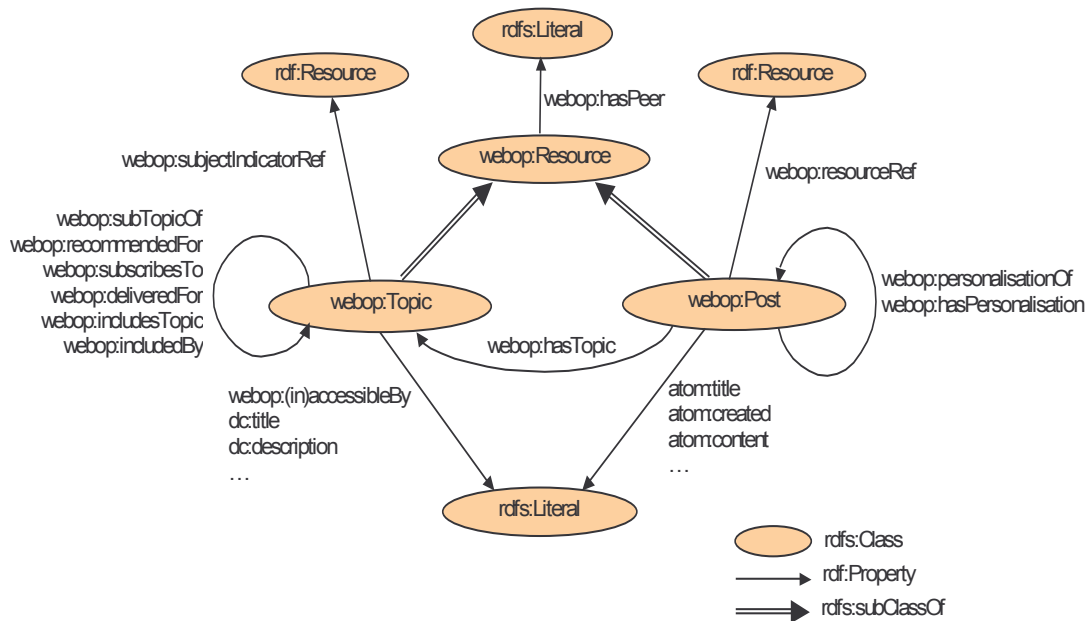 rdfs:Literal
rdf:Resource
rdf:Resource
webop:hasPeer
webop:Resource
webop:subjectIndicatorRef
webop:resourceRef
webop:subTopicOf
webop:recommendedFor
webop:subscribesTo
webop:deliveredFor
webop:includesTopic
webop:includedBy
webop:Topic
webop:Post
webop:personalisationOf
webop:hasPersonalisation
webop:hasTopic
webop:(in)accessibleBy
dc:title
dc:description
…
atom:title
atom:created
atom:content
…
rdfs:Literal
rdfs:Class
rdf:Property
rdfs:subClassOf